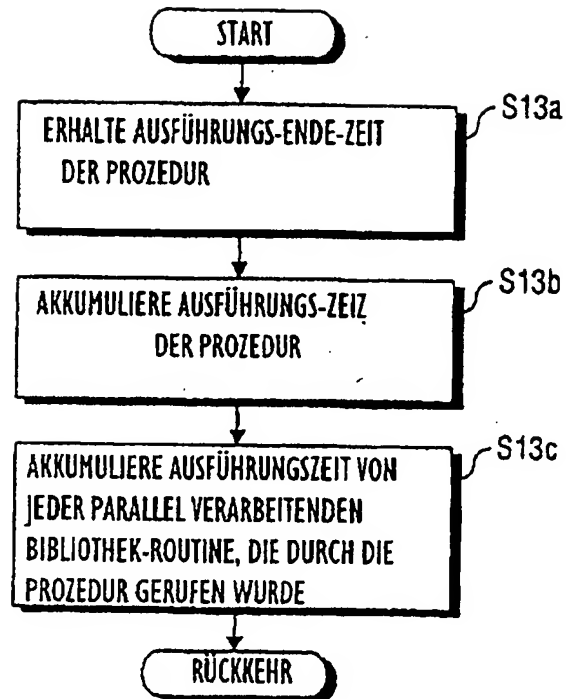 START
ERHALTE AUSFÜHRUNGS-ENDE-ZEIT
DER PROZEDUR
S13a
AKKUMULIERE AUSFÜHRUNGS-ZEIZ
DER PROZEDUR
S13b
AKKUMULIERE AUSFÜHRUNGSZEIT VON
JEDER PARALLEL VERARBEITENDEN
BIBLIOTHEK-ROUTINE, DIE DURCH DIE
PROZEDUR GERUFEN WURDE
S13c
RÜCKKEHR